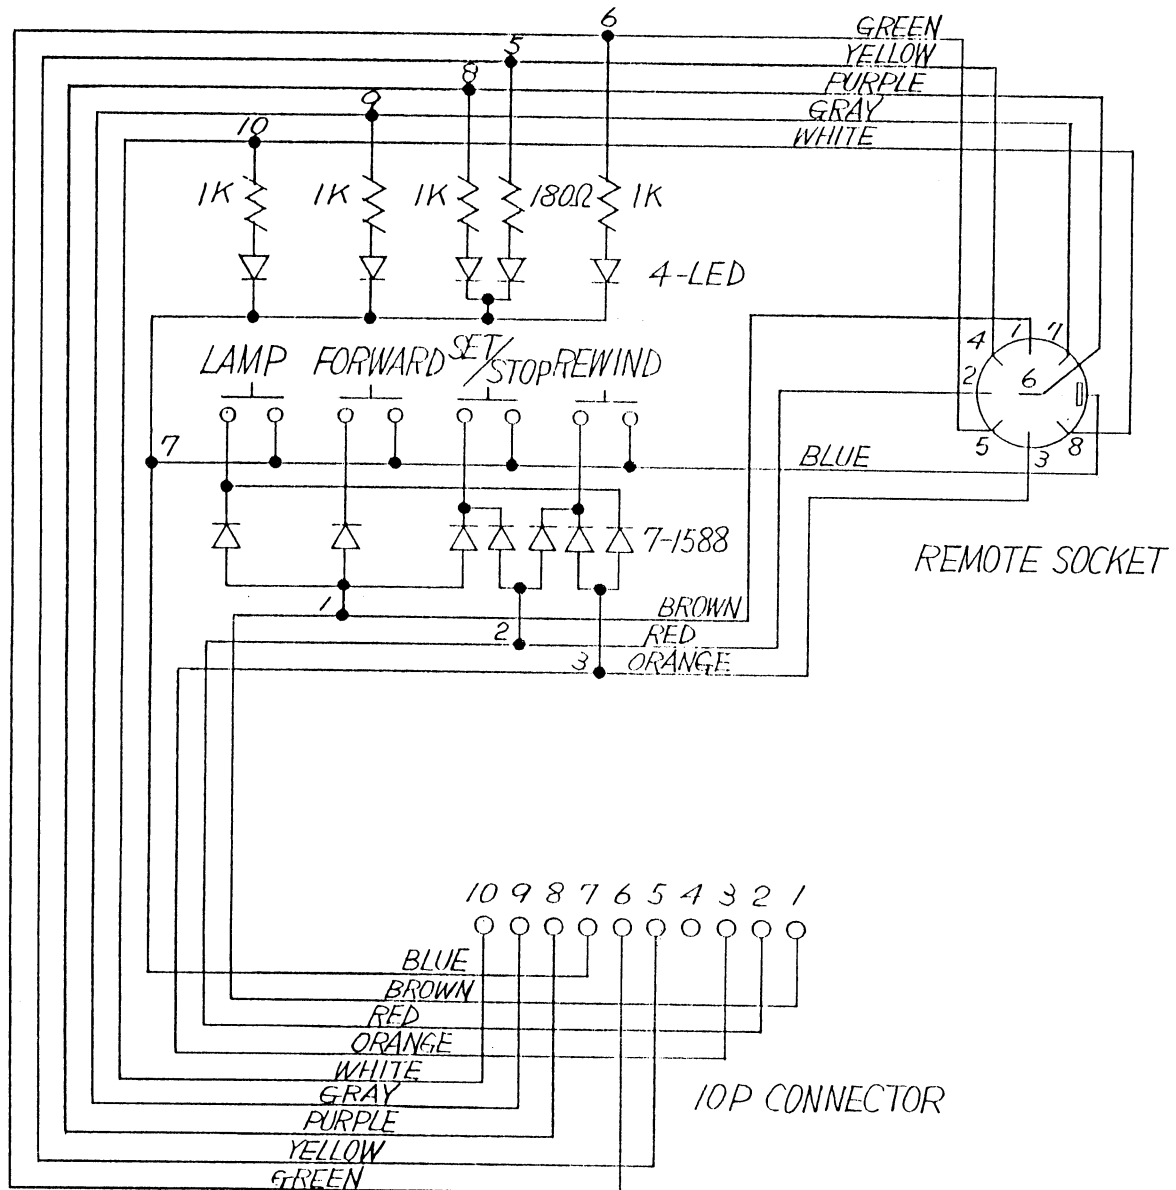 6
GREEN
5
YELLOW
8
PURPLE
9
GRAY
10
WHITE
1K
1K
1K
180Ω
1K
4-LED
LAMP
FORWARD
SET/STOP
REWIND
4
1
7
2
6
5
3
8
7
BLUE
7-1588
REMOTE SOCKET
1
BROWN
2
RED
3
ORANGE
10 9 8 7 6 5 4 3 2 1
BLUE
BROWN
RED
ORANGE
WHITE
GRAY
10P CONNECTOR
PURPLE
YELLOW
GREEN